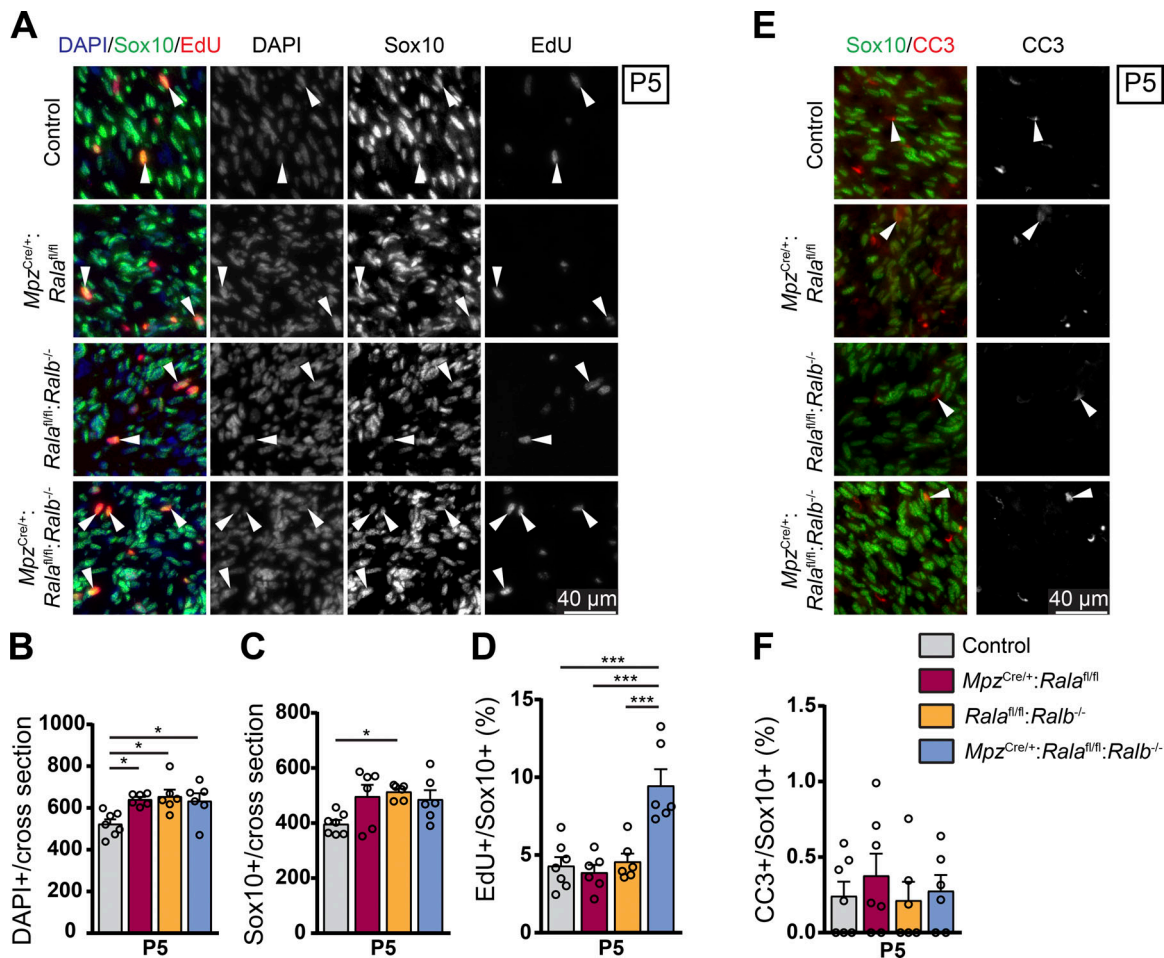 A
DAPI/Sox10/EdU
DAPI
Sox10
EdU
P5
Control
Mpz^Cre/+:
Rala^fl/fl
Rala^fl/fl:Ralb^-/-
Mpz^Cre/+:
Rala^fl/fl:Ralb^-/-
40 µm
E
Sox10/CC3
CC3
P5
Control
Mpz^Cre/+:
Rala^fl/fl
Rala^fl/fl:Ralb^-/-
Mpz^Cre/+:
Rala^fl/fl:Ralb^-/-
40 µm
B
DAPI+/cross section
1000
800
600
400
200
0
*
*
*
P5
C
Sox10+/cross section
800
600
400
200
0
*
P5
D
EdU+/Sox10+ (%)
15
10
5
0
***
***
***
P5
F
CC3+/Sox10+ (%)
1.5
1.0
0.5
0.0
P5
Control
Mpz^Cre/+:Rala^fl/fl
Rala^fl/fl:Ralb^-/-
Mpz^Cre/+:Rala^fl/fl:Ralb^-/-